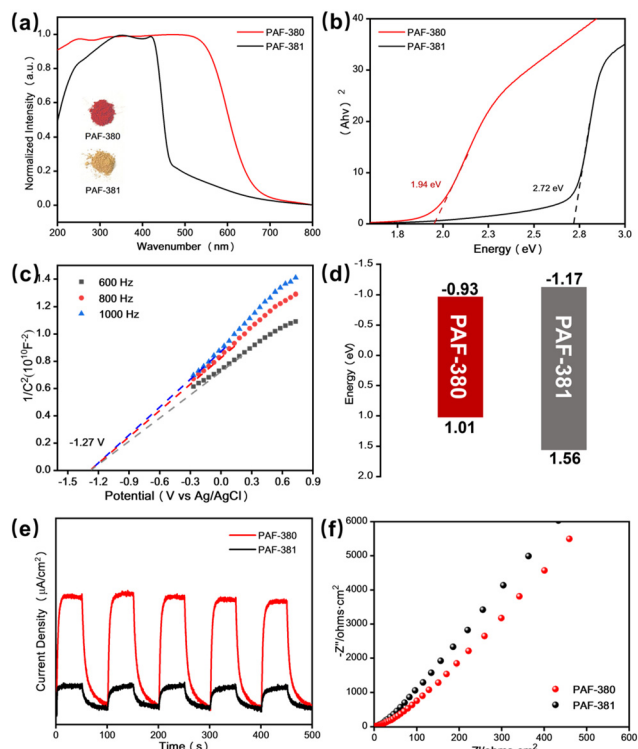 (a)
PAF-380
PAF-381
Normalized Intensity (a.u.)
1.0
0.8
0.6
0.4
0.2
0.0
PAF-380
PAF-381
200 300 400 500 600 700 800
Wavenumber (nm)
(b)
PAF-380
PAF-381
(Ahv)²
40
30
20
10
0
1.94 eV
2.72 eV
1.8 2.1 2.4 2.7 3.0
Energy (eV)
(c)
600 Hz
800 Hz
1000 Hz
1/C²(10¹⁰F⁻²)
1.4
1.2
1.0
0.8
0.6
0.4
0.2
0.0
-1.27 V
-1.5 -1.2 -0.9 -0.6 -0.3 0.0 0.3 0.6 0.9
Potential (V vs Ag/AgCl)
(d)
Energy (eV)
-1.5
-1.0
-0.5
0.0
0.5
1.0
1.5
2.0
-0.93
PAF-380
1.01
-1.17
PAF-381
1.56
(e)
PAF-380
PAF-381
Current Density (μA/cm²)
0 100 200 300 400 500
Time (s)
(f)
-Z''/ohms·cm²
6000
5000
4000
3000
2000
1000
0
PAF-380
PAF-381
0 100 200 300 400 500 600